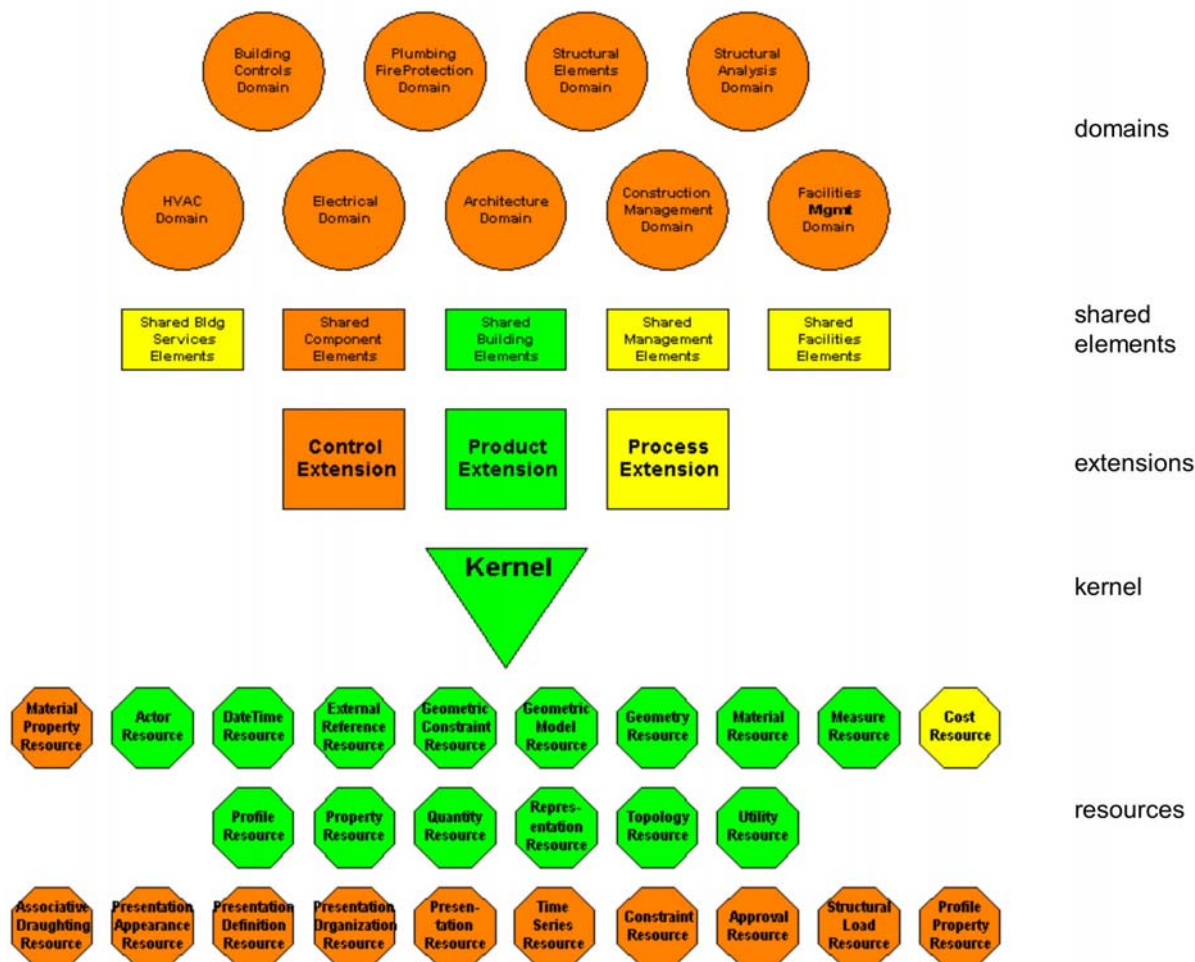 Building
Controls
Domain
Plumbing
FireProtection
Domain
Structural
Elements
Domain
Structural
Analysis
Domain
domains
HVAC
Domain
Electrical
Domain
Architecture
Domain
Construction
Management
Domain
Facilities
Mgmt
Domain
Shared Bldg
Services
Elements
Shared
Component
Elements
Shared
Building
Elements
Shared
Management
Elements
Shared
Facilities
Elements
shared
elements
Control
Extension
Product
Extension
Process
Extension
extensions
Kernel
kernel
Material
Property
Resource
Actor
Resource
DateTime
Resource
External
Reference
Resource
Geometric
Constraint
Resource
Geometric
Model
Resource
Geometry
Resource
Material
Resource
Measure
Resource
Cost
Resource
Profile
Resource
Property
Resource
Quantity
Resource
Repres-
entation
Resource
Topology
Resource
Utility
Resource
resources
Associative
Draughting
Resource
Presentation
Appearance
Resource
Presentation
Definition
Resource
Presentation
Organization
Resource
Presen-
tation
Resource
Time
Series
Resource
Constraint
Resource
Approval
Resource
Structural
Load
Resource
Profile
Property
Resource